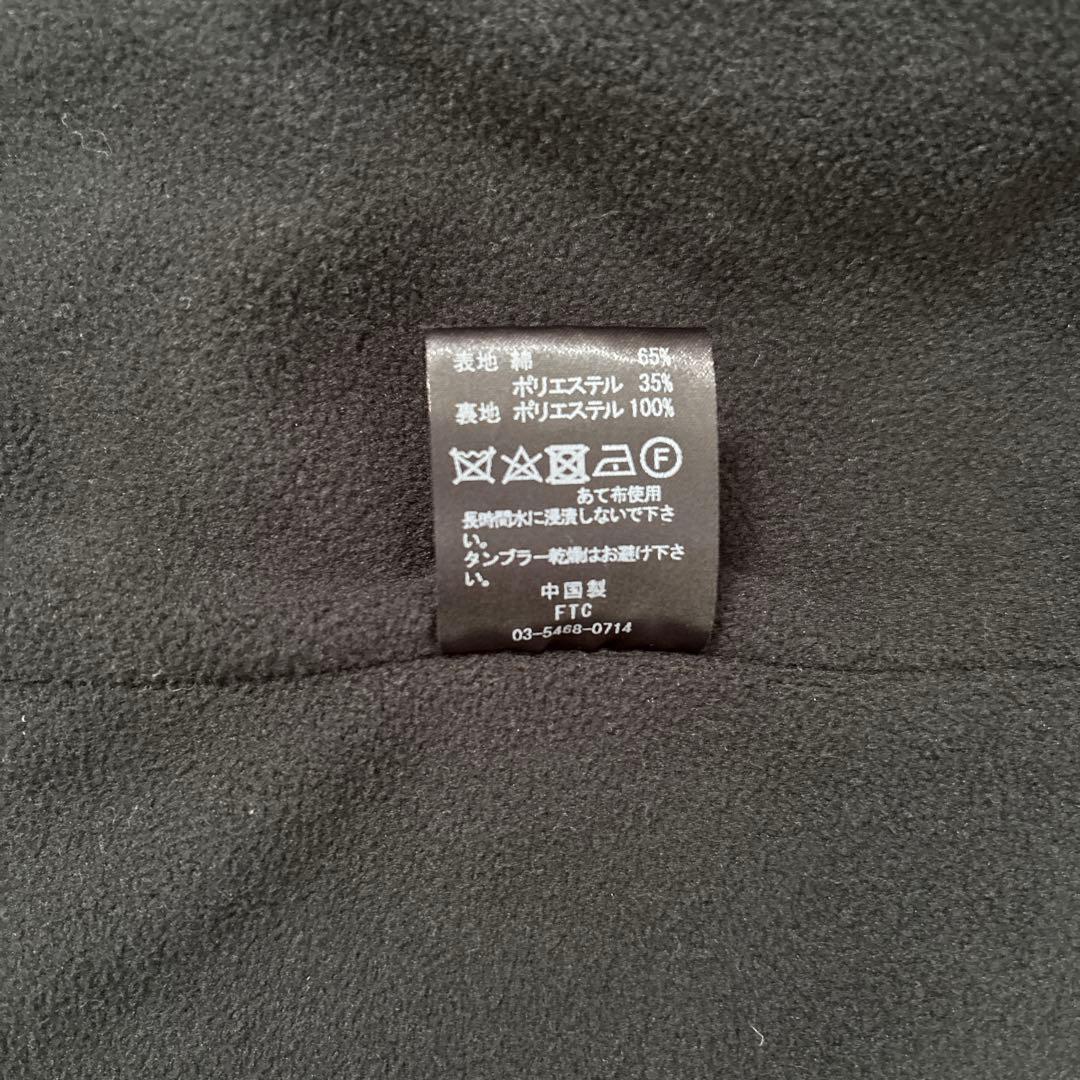 表地 綿 65%
ポリエステル 35%
裏地 ポリエステル 100%
F
あて布使用
長時間水に浸漬しないで下さ
い。
タンブラー乾燥はお避け下さ
い。
中国製
FTC
03-5468-0714